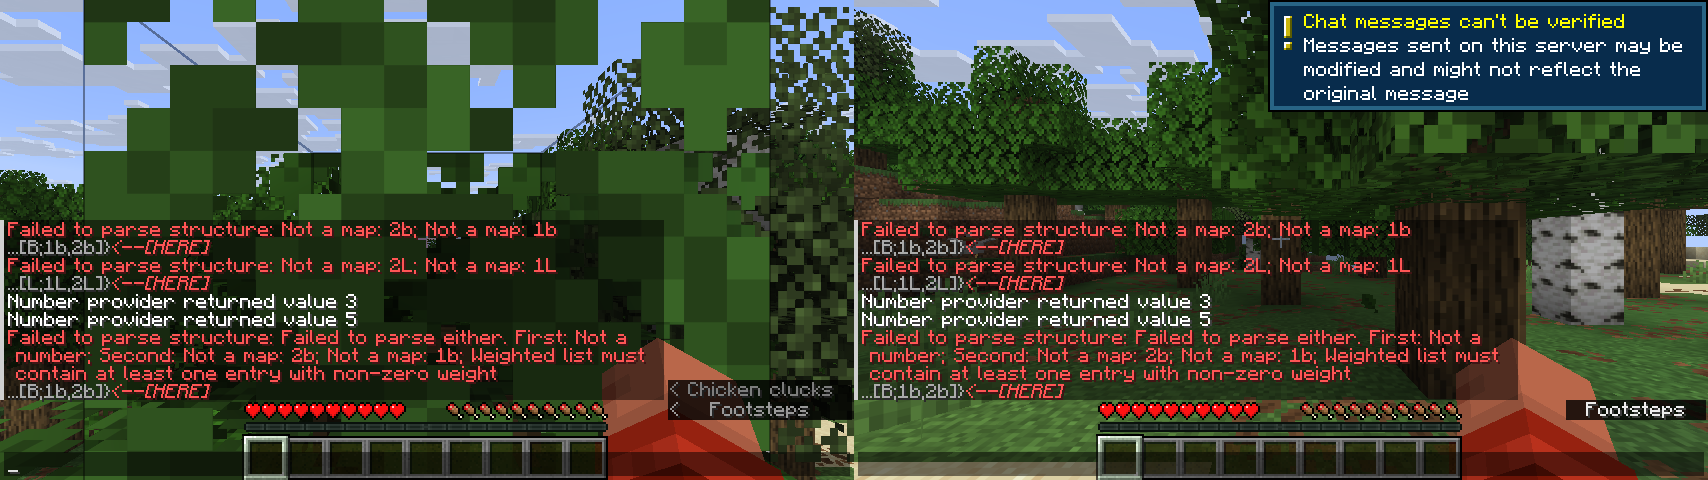 Failed to parse structure: Not a map: 2b; Not a map: 1b
...[B;1b,2b]}<--[HERE]
Failed to parse structure: Not a map: 2L; Not a map: 1L
...[L;1L,2L]}<--[HERE]
Number provider returned value 3
Number provider returned value 5
Failed to parse structure: Failed to parse either. First: Not a
number; Second: Not a map: 2b; Not a map: 1b; Weighted list must
contain at least one entry with non-zero weight
...[B;1b,2b]}<--[HERE]
< Chicken clucks
< Footsteps
_
Chat messages can't be verified
Messages sent on this server may be
modified and might not reflect the
original message
Failed to parse structure: Not a map: 2b; Not a map: 1b
...[B;1b,2b]}<--[HERE]
Failed to parse structure: Not a map: 2L; Not a map: 1L
...[L;1L,2L]}<--[HERE]
Number provider returned value 3
Number provider returned value 5
Failed to parse structure: Failed to parse either. First: Not a
number; Second: Not a map: 2b; Not a map: 1b; Weighted list must
contain at least one entry with non-zero weight
...[B;1b,2b]}<--[HERE]
Footsteps